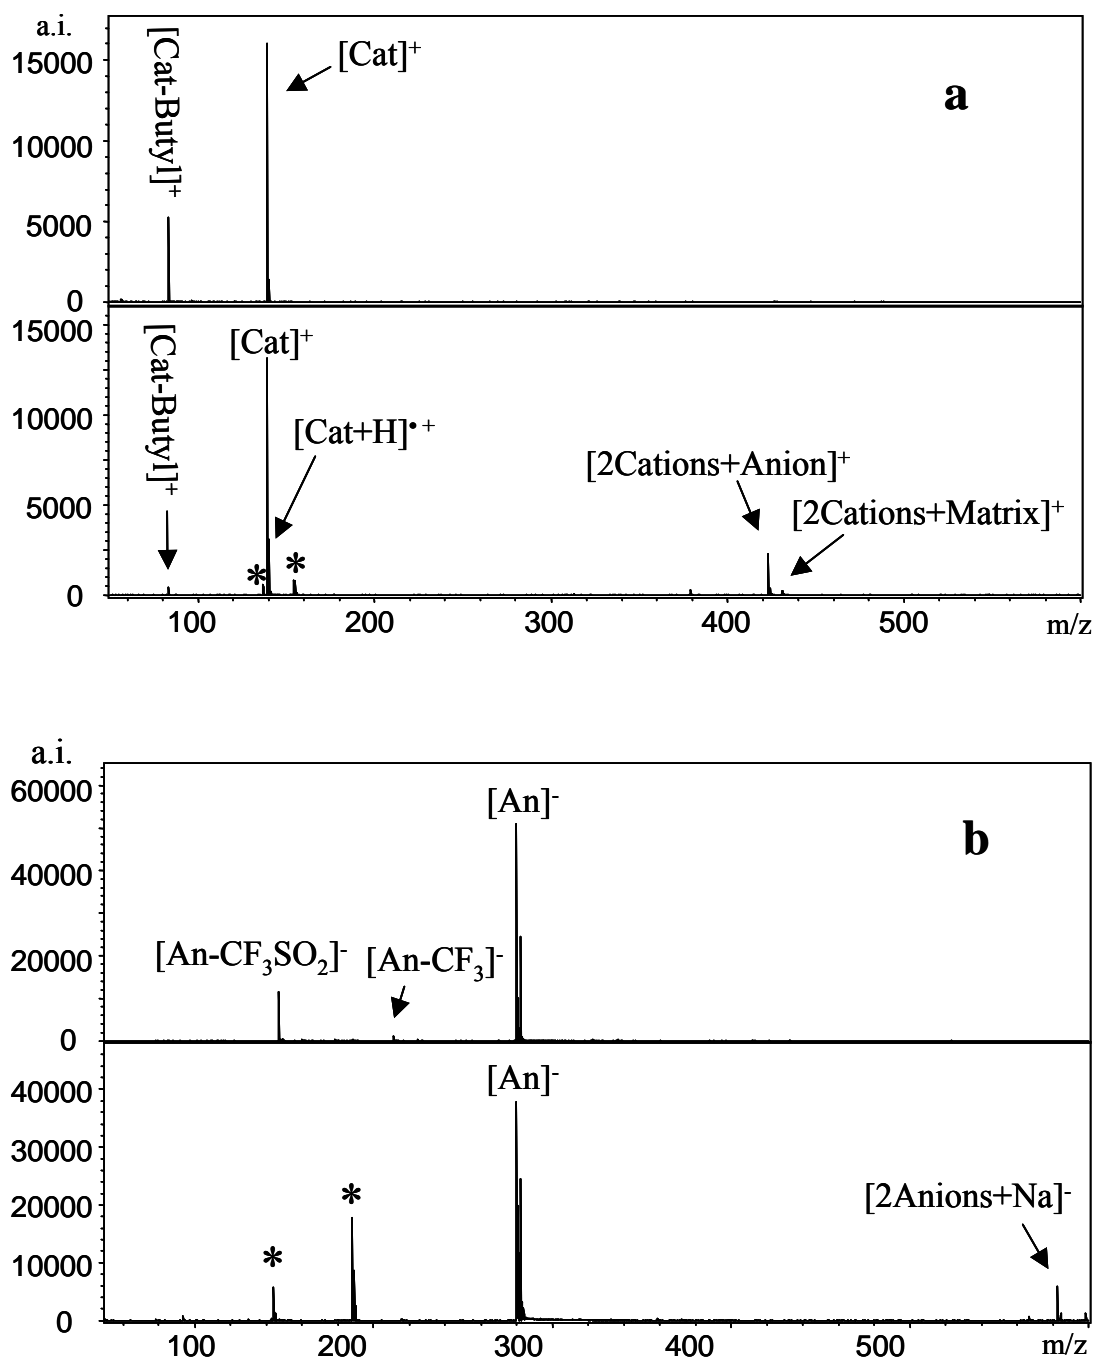 a.i.
15000
10000
5000
0
[Cat-Butyl]⁺
[Cat]⁺
a
15000
10000
5000
0
[Cat-Butyl]⁺
[Cat]⁺
[Cat+H]•⁺
*
*
[2Cations+Anion]⁺
[2Cations+Matrix]⁺
100 200 300 400 500 m/z
a.i.
60000
40000
20000
0
[An-CF₃SO₂]⁻
[An-CF₃]⁻
[An]⁻
b
40000
30000
20000
10000
0
*
*
[An]⁻
[2Anions+Na]⁻
100 200 300 400 500 m/z